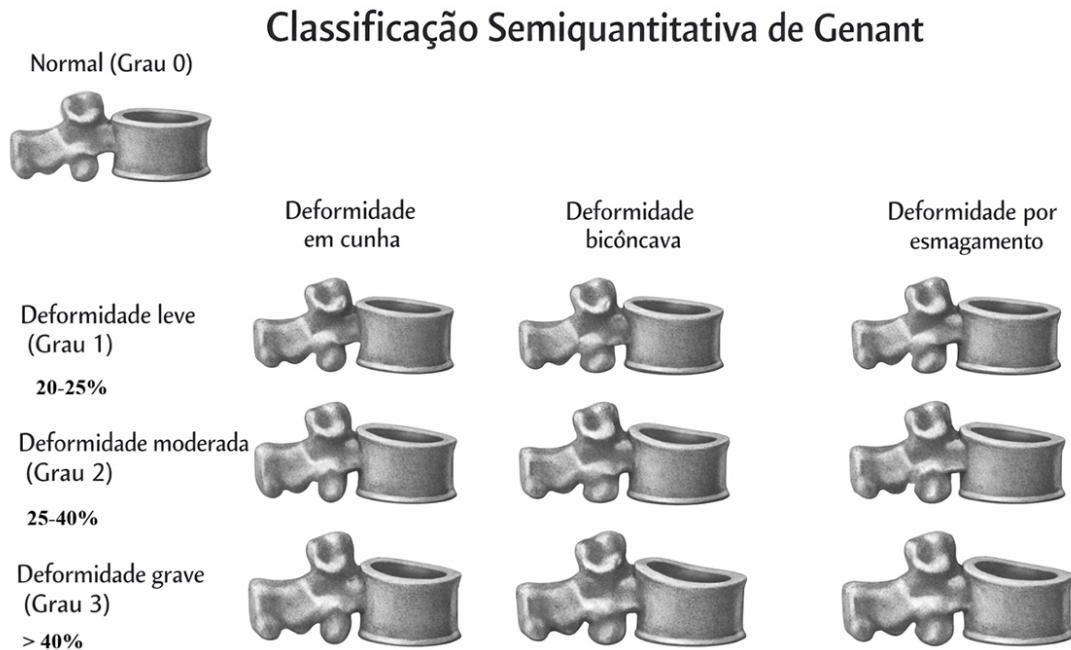 Classificação Semiquantitativa de Genant
Normal (Grau 0)
Deformidade
em cunha
Deformidade
bicôncava
Deformidade por
esmagamento
Deformidade leve
(Grau 1)
20-25%
Deformidade moderada
(Grau 2)
25-40%
Deformidade grave
(Grau 3)
> 40%